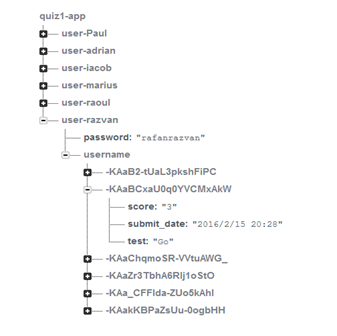 quiz1-app
user-Paul
user-adrian
user-iacob
user-marius
user-raoul
user-razvan
password: "rafanrazvan"
username
-KAaB2-tUaL3pkshFiPC
-KAaBCxaU0q0YVCMxAkW
score: "3"
submit_date: "2016/2/15 20:28"
test: "Go"
-KAaChqmoSR-VVtuAWG_
-KAaZr3TbhA6Rlj1oStO
-KAa_CFFlda-ZUo5kAhl
-KAakKBPaZsUu-0ogbHH